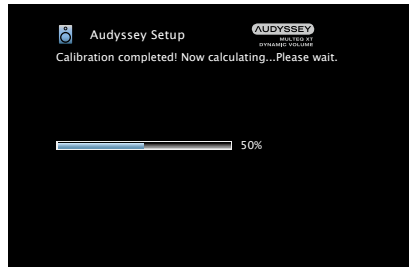 Audyssey Setup
AUDYSSEY
MULTEQ XT
DYNAMIC VOLUME
Calibration completed! Now calculating...Please wait.
50%